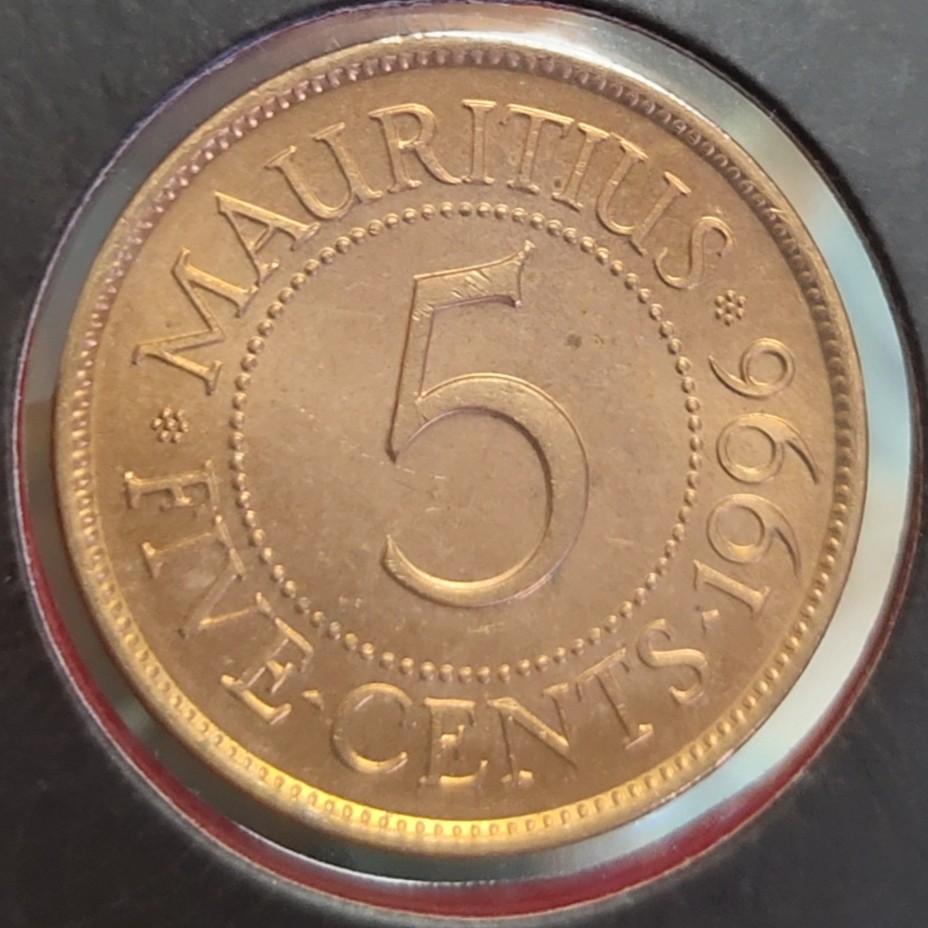 MAURITIUS
FIVE · CENTS · 1996
5